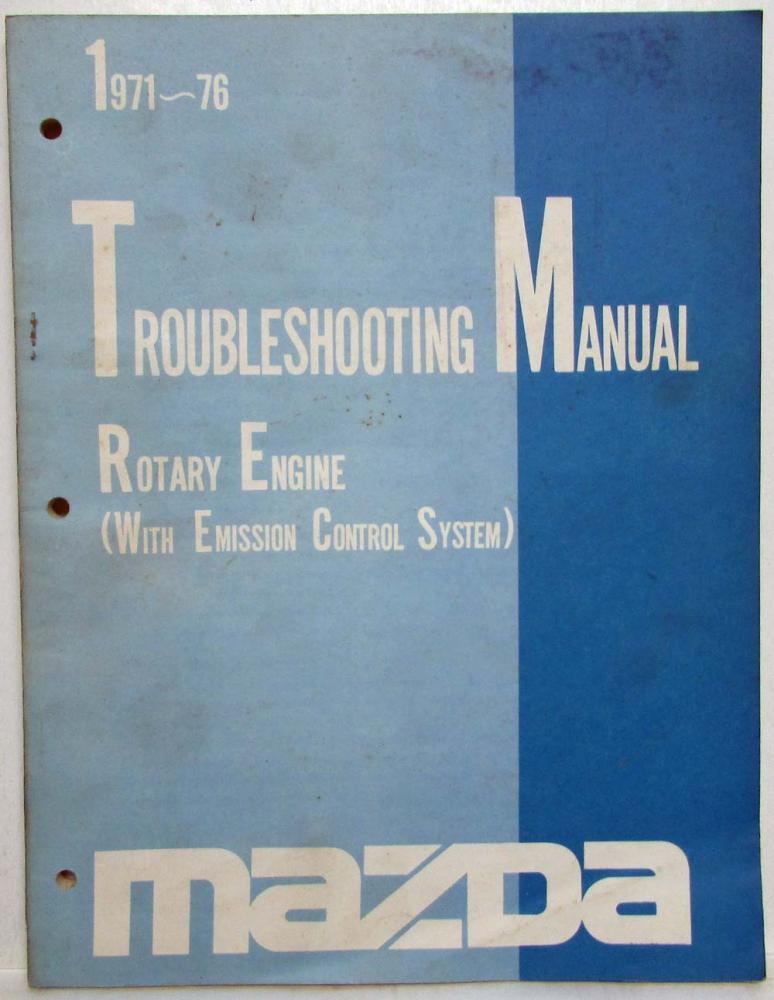 1971~76
TROUBLESHOOTING MANUAL
ROTARY ENGINE
(WITH EMISSION CONTROL SYSTEM)
mazda